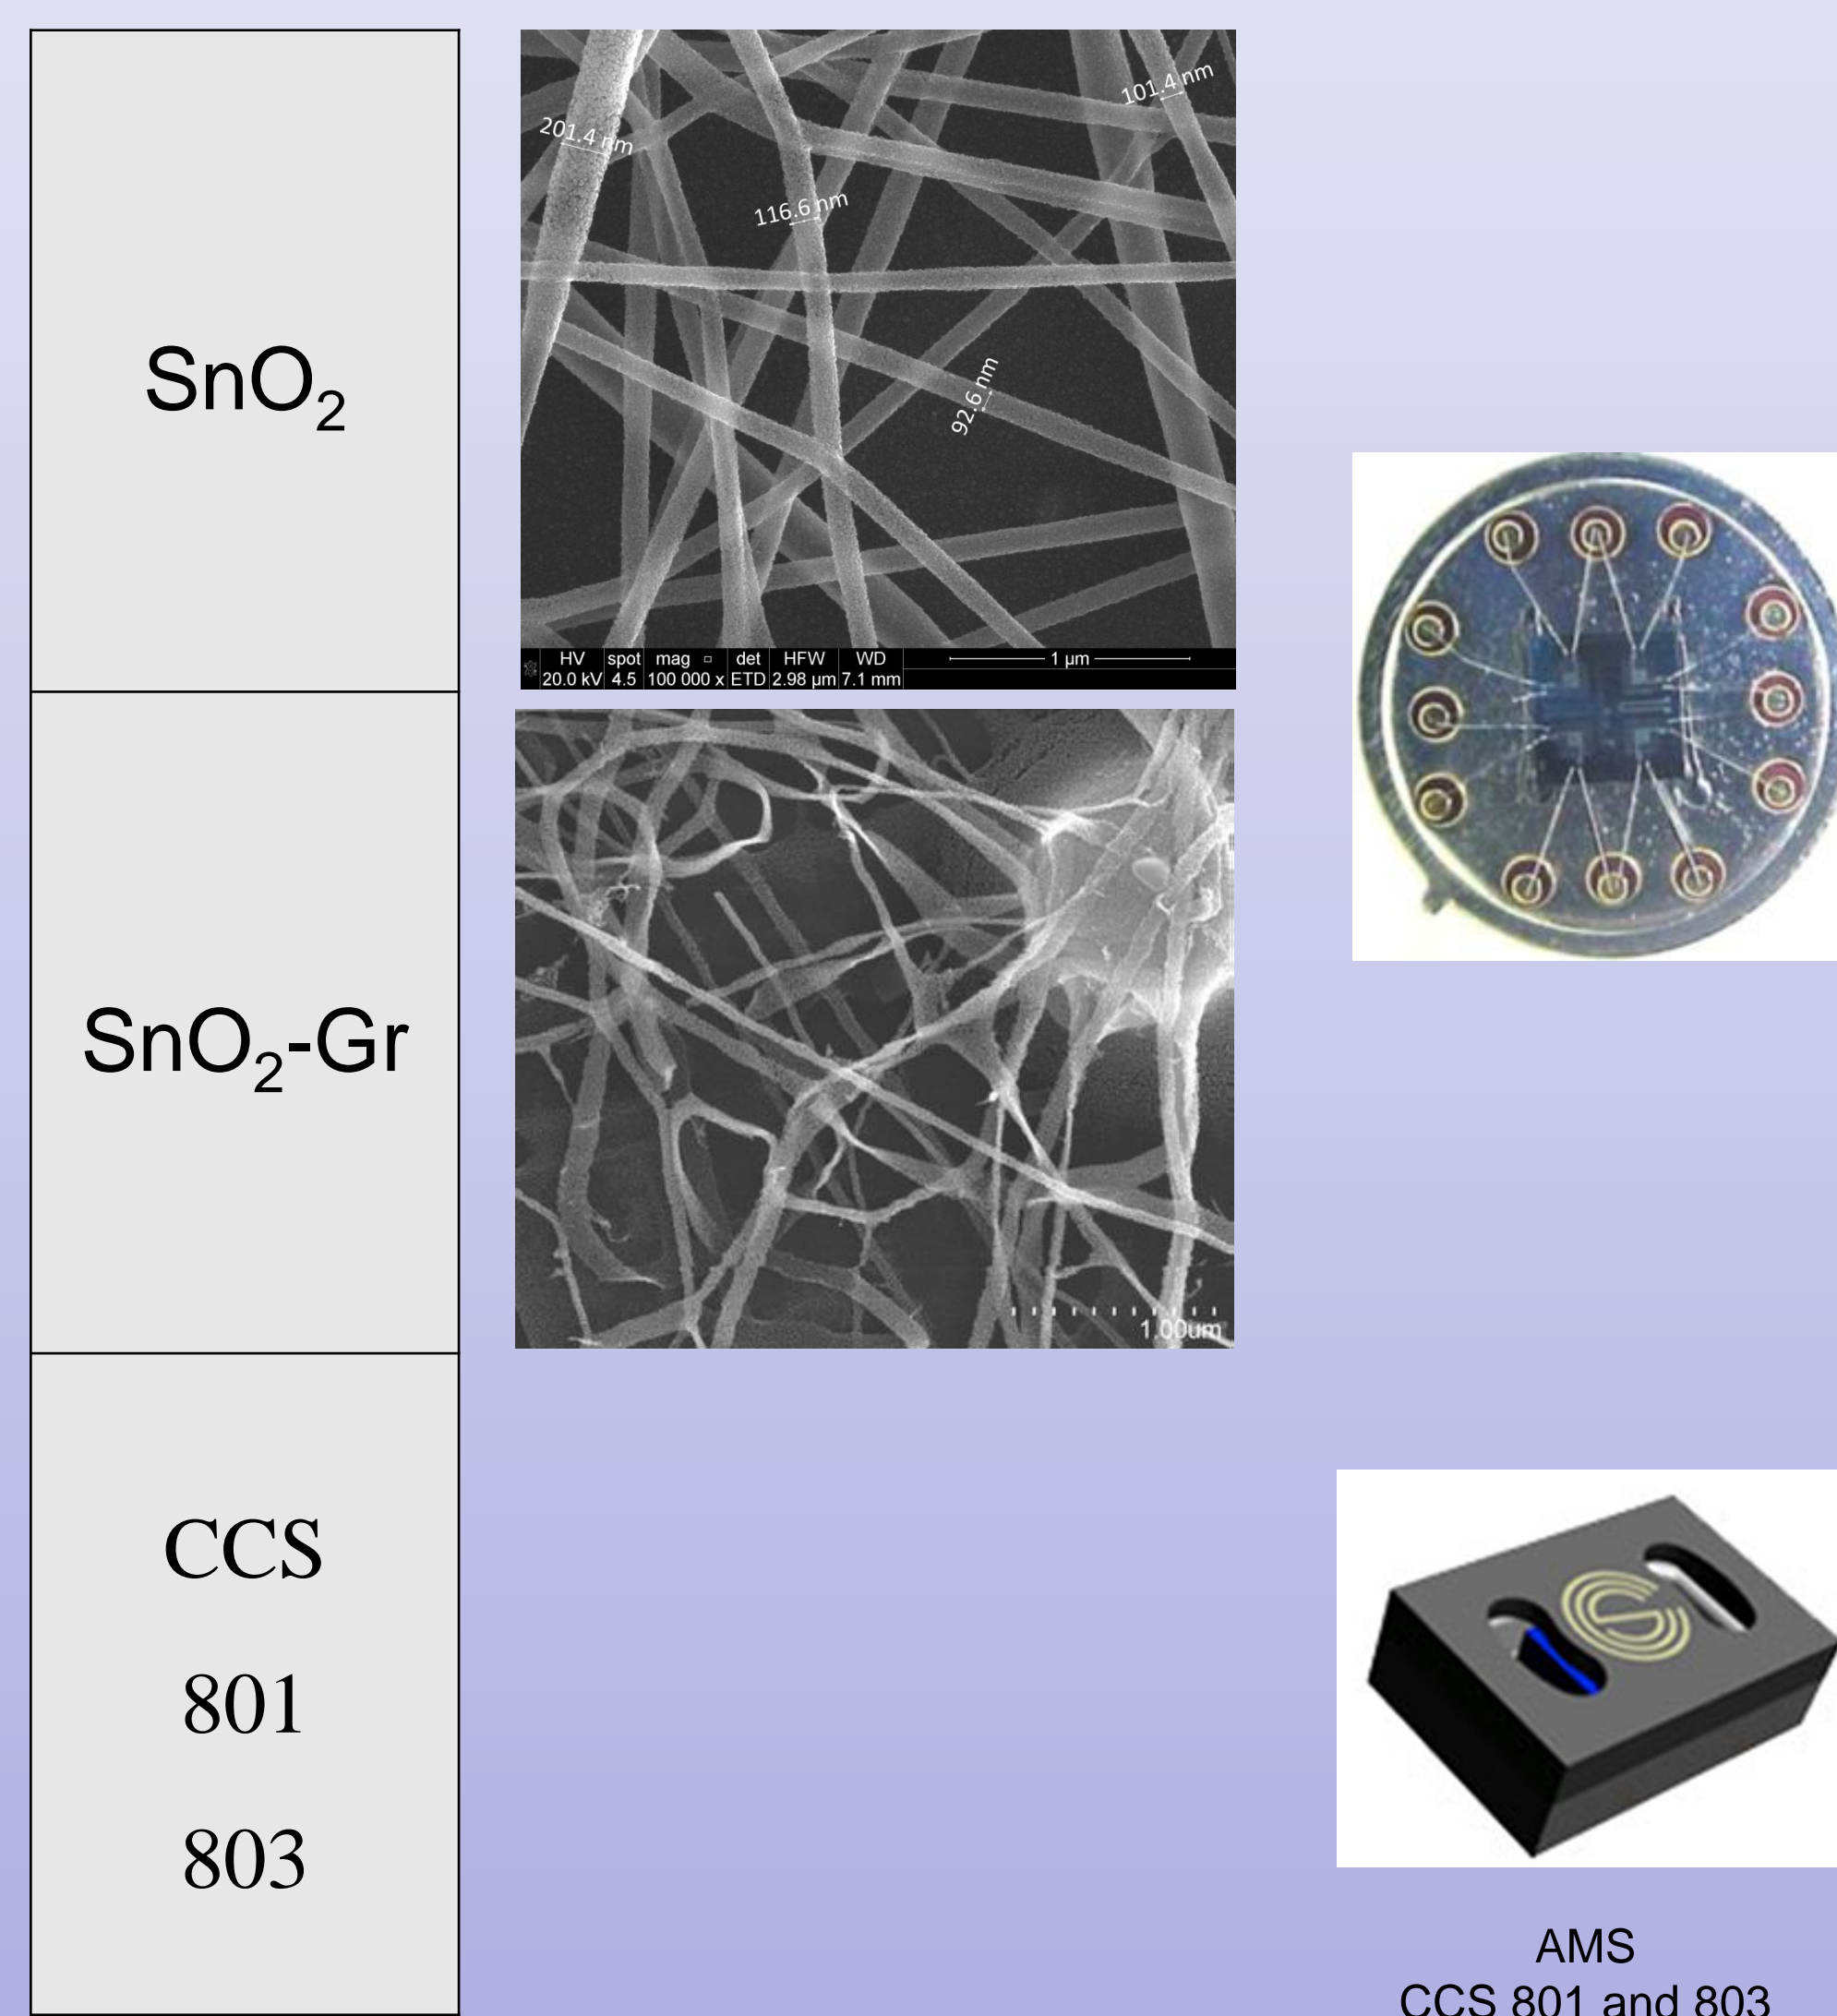 SnO₂
201.4 nm
101.4 nm
116.6 nm
92.6 nm
HV spot mag □ det HFW WD 1 µm
20.0 kV 4.5 100 000 x ETD 2.98 µm 7.1 mm
SnO₂-Gr
1.00um
CCS
801
803
AMS
CCS 801 and 803